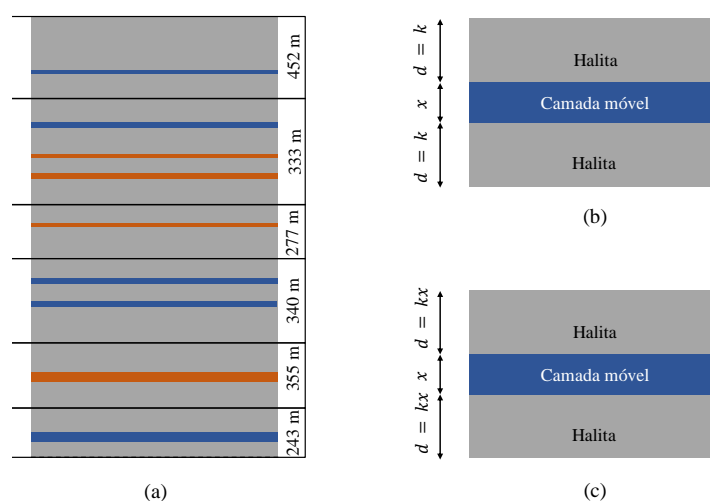 452 m
333 m
277 m
340 m
355 m
243 m
(a)
d = k
x
d = k
Halita
Camada móvel
Halita
(b)
d = kx
x
d = kx
Halita
Camada móvel
Halita
(c)